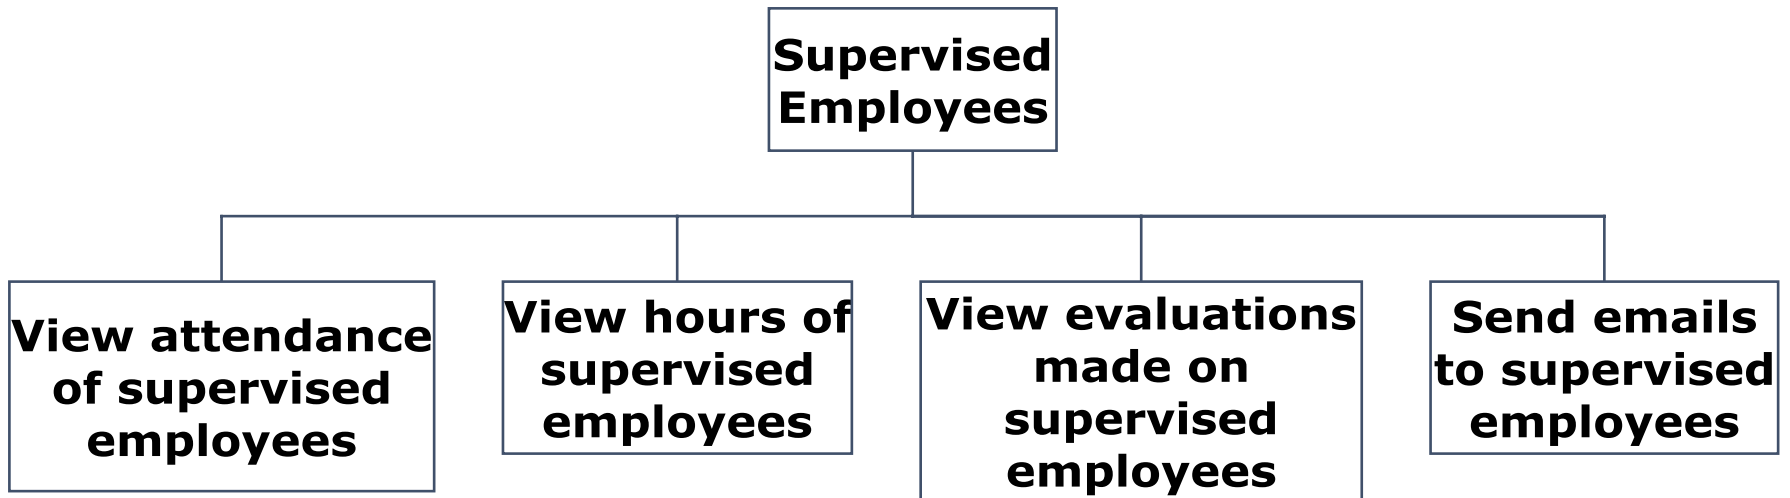 Supervised
Employees
View attendance
of supervised
employees
View hours of
supervised
employees
View evaluations
made on
supervised
employees
Send emails
to supervised
employees